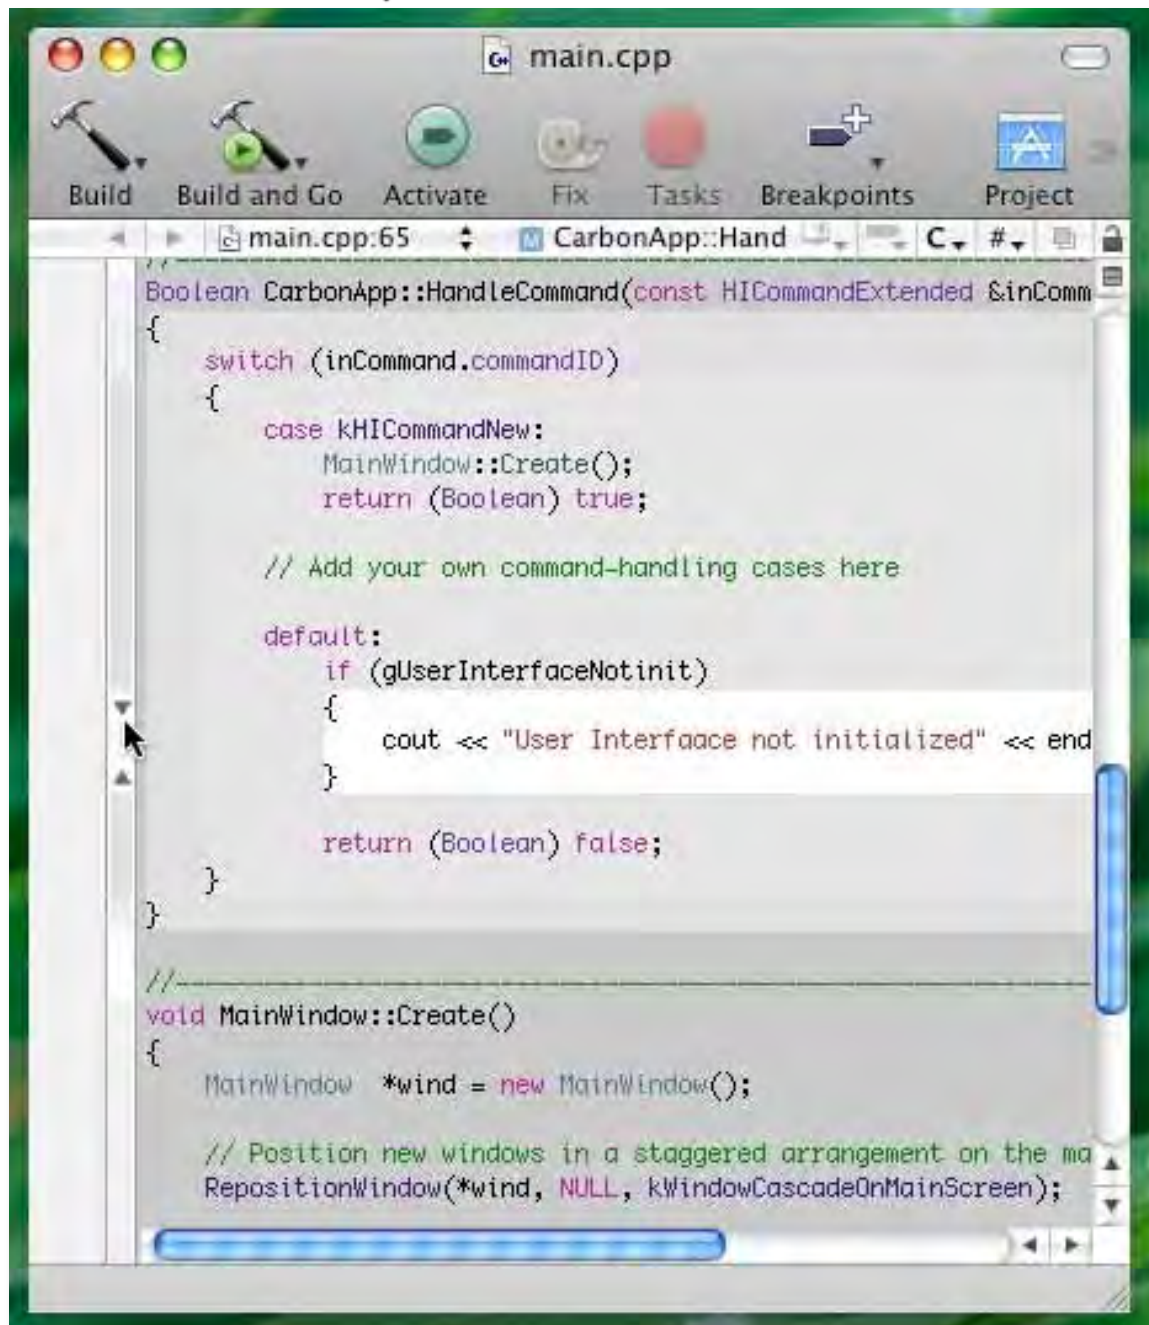 main.cpp
Build Build and Go Activate Fix Tasks Breakpoints Project
main.cpp:65 CarbonApp::Hand C #
//------------------------------------------------------------
Boolean CarbonApp::HandleCommand(const HICommandExtended &inComm
{
switch (inCommand.commandID)
{
case kHICommandNew:
MainWindow::Create();
return (Boolean) true;
// Add your own command-handling cases here
default:
if (gUserInterfaceNotinit)
{
cout << "User Interfaace not initialized" << end
}
return (Boolean) false;
}
}
//------------------------------------------------------------
void MainWindow::Create()
{
MainWindow *wind = new MainWindow();
// Position new windows in a staggered arrangement on the ma
RepositionWindow(*wind, NULL, kWindowCascadeOnMainScreen);